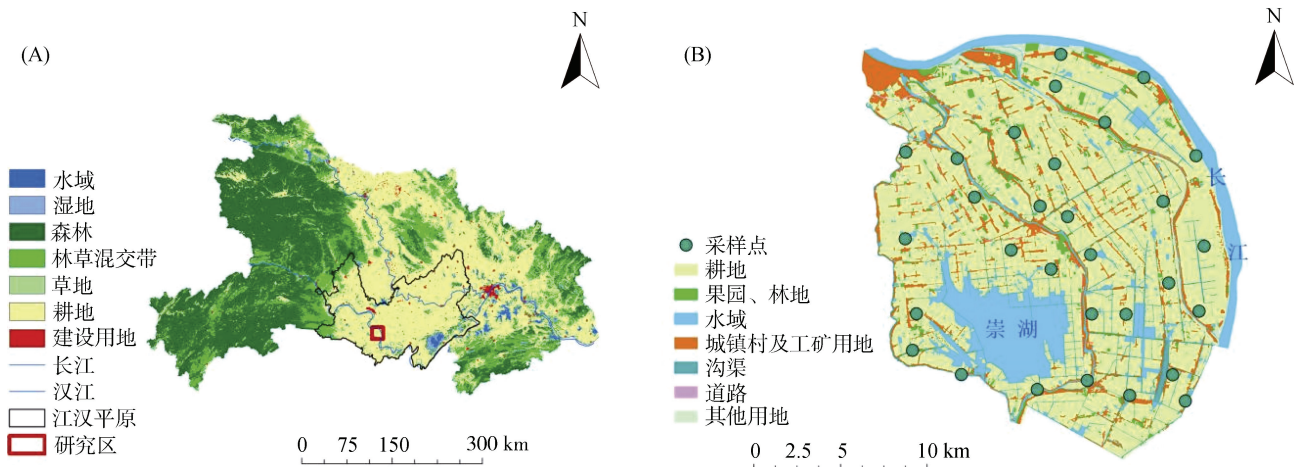 (A)
N
水域
湿地
森林
林草混交带
草地
耕地
建设用地
长江
汉江
江汉平原
研究区
0 75 150 300 km
(B)
N
采样点
耕地
果园、林地
水域
城镇村及工矿用地
沟渠
道路
其他用地
长
江
崇湖
0 2.5 5 10 km